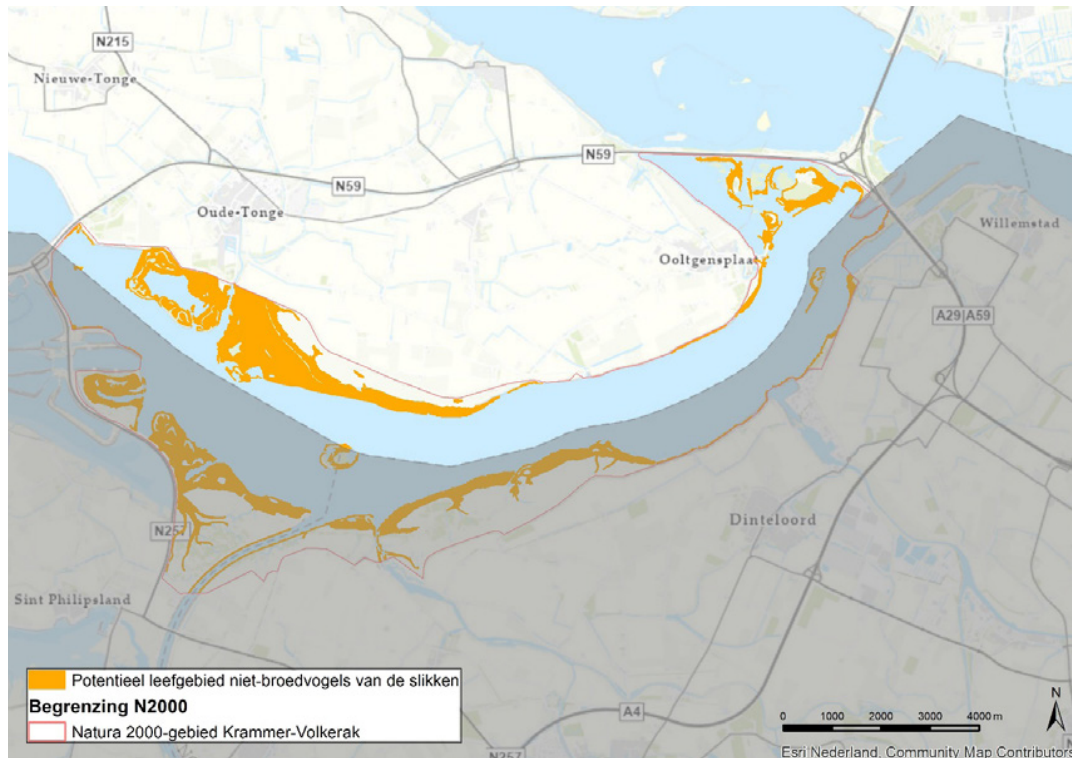 N215
Nieuwe-Tonge
N59
N59
Oude-Tonge
Ooltgensplaat
Willemstad
A29|A59
N257
Dinteloord
Sint Philipsland
Potentieel leefgebied niet-broedvogels van de slikken
Begrenzing N2000
Natura 2000-gebied Krammer-Volkerak
A4
N257
N
0 1000 2000 3000 4000 m
Esri Nederland, Community Map Contributors